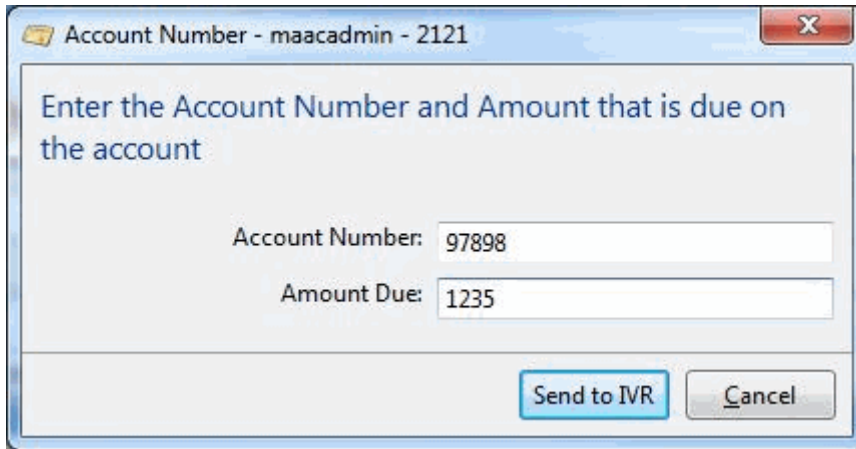 Account Number - maacadmin - 2121
Enter the Account Number and Amount that is due on
the account
Account Number: 97898
Amount Due: 1235
Send to IVR Cancel